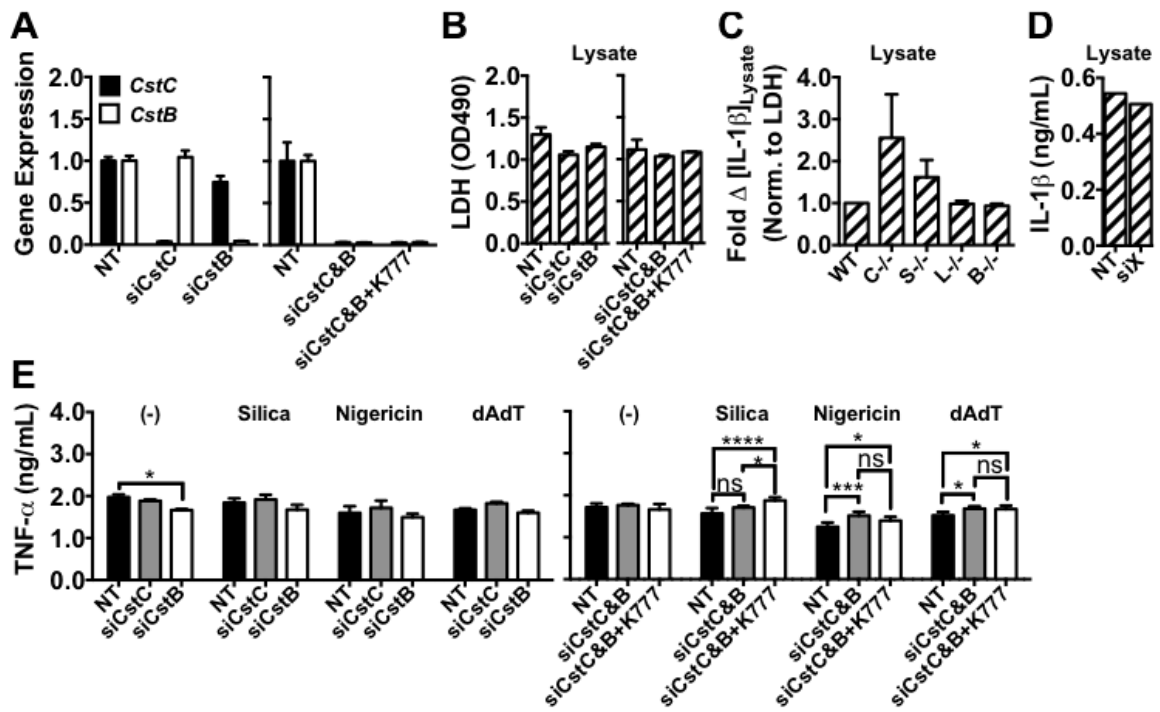 A
Gene Expression
2.0
1.5
1.0
0.5
0.0
CstC
CstB
NT
siCstC
siCstB
NT
siCstC&B
siCstC&B+K777
B
Lysate
LDH (OD490)
2.0
1.5
1.0
0.5
0.0
NT
siCstC
siCstB
NT
siCstC&B
siCstC&B+K777
C
Lysate
Fold Δ [IL-1β]Lysate
(Norm. to LDH)
4.0
3.0
2.0
1.0
0.0
WT
C-/-
S-/-
L-/-
B-/-
D
Lysate
IL-1β (ng/mL)
0.6
0.4
0.2
0.0
NT
siX
E
TNF-α (ng/mL)
4.0
3.0
2.0
1.0
0.0
(-)
Silica
Nigericin
dAdT
*
NT
siCstC
siCstB
NT
siCstC
siCstB
NT
siCstC
siCstB
NT
siCstC
siCstB
(-)
Silica
Nigericin
dAdT
****
*
ns
*
ns
***
*
ns
*
NT
siCstC&B
siCstC&B+K777
NT
siCstC&B
siCstC&B+K777
NT
siCstC&B
siCstC&B+K777
NT
siCstC&B
siCstC&B+K777